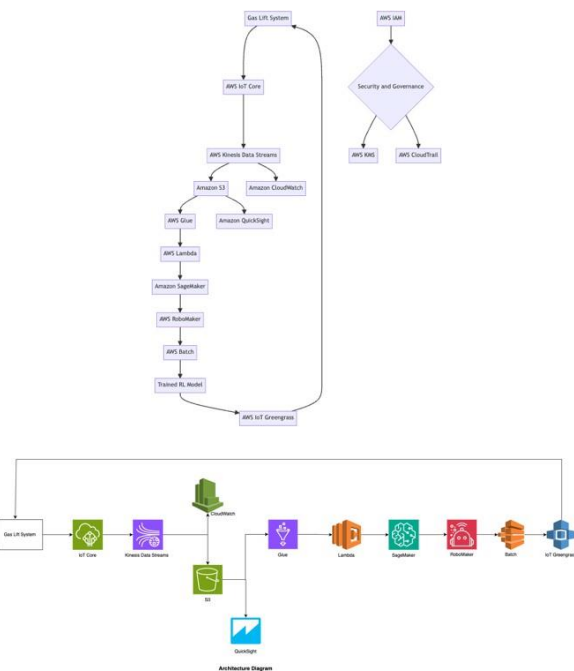 Gas Lift System
AWS IAM
AWS IoT Core
Security and Governance
AWS Kinesis Data Streams
AWS KMS
AWS CloudTrail
Amazon S3
Amazon CloudWatch
AWS Glue
Amazon QuickSight
AWS Lambda
Amazon SageMaker
AWS RoboMaker
AWS Batch
Trained RL Model
AWS IoT Greengrass
CloudWatch
Gas Lift System
IoT Core
Kinesis Data Streams
Glue
Lambda
SageMaker
RoboMaker
Batch
IoT Greengrass
S3
QuickSight
Architecture Diagram